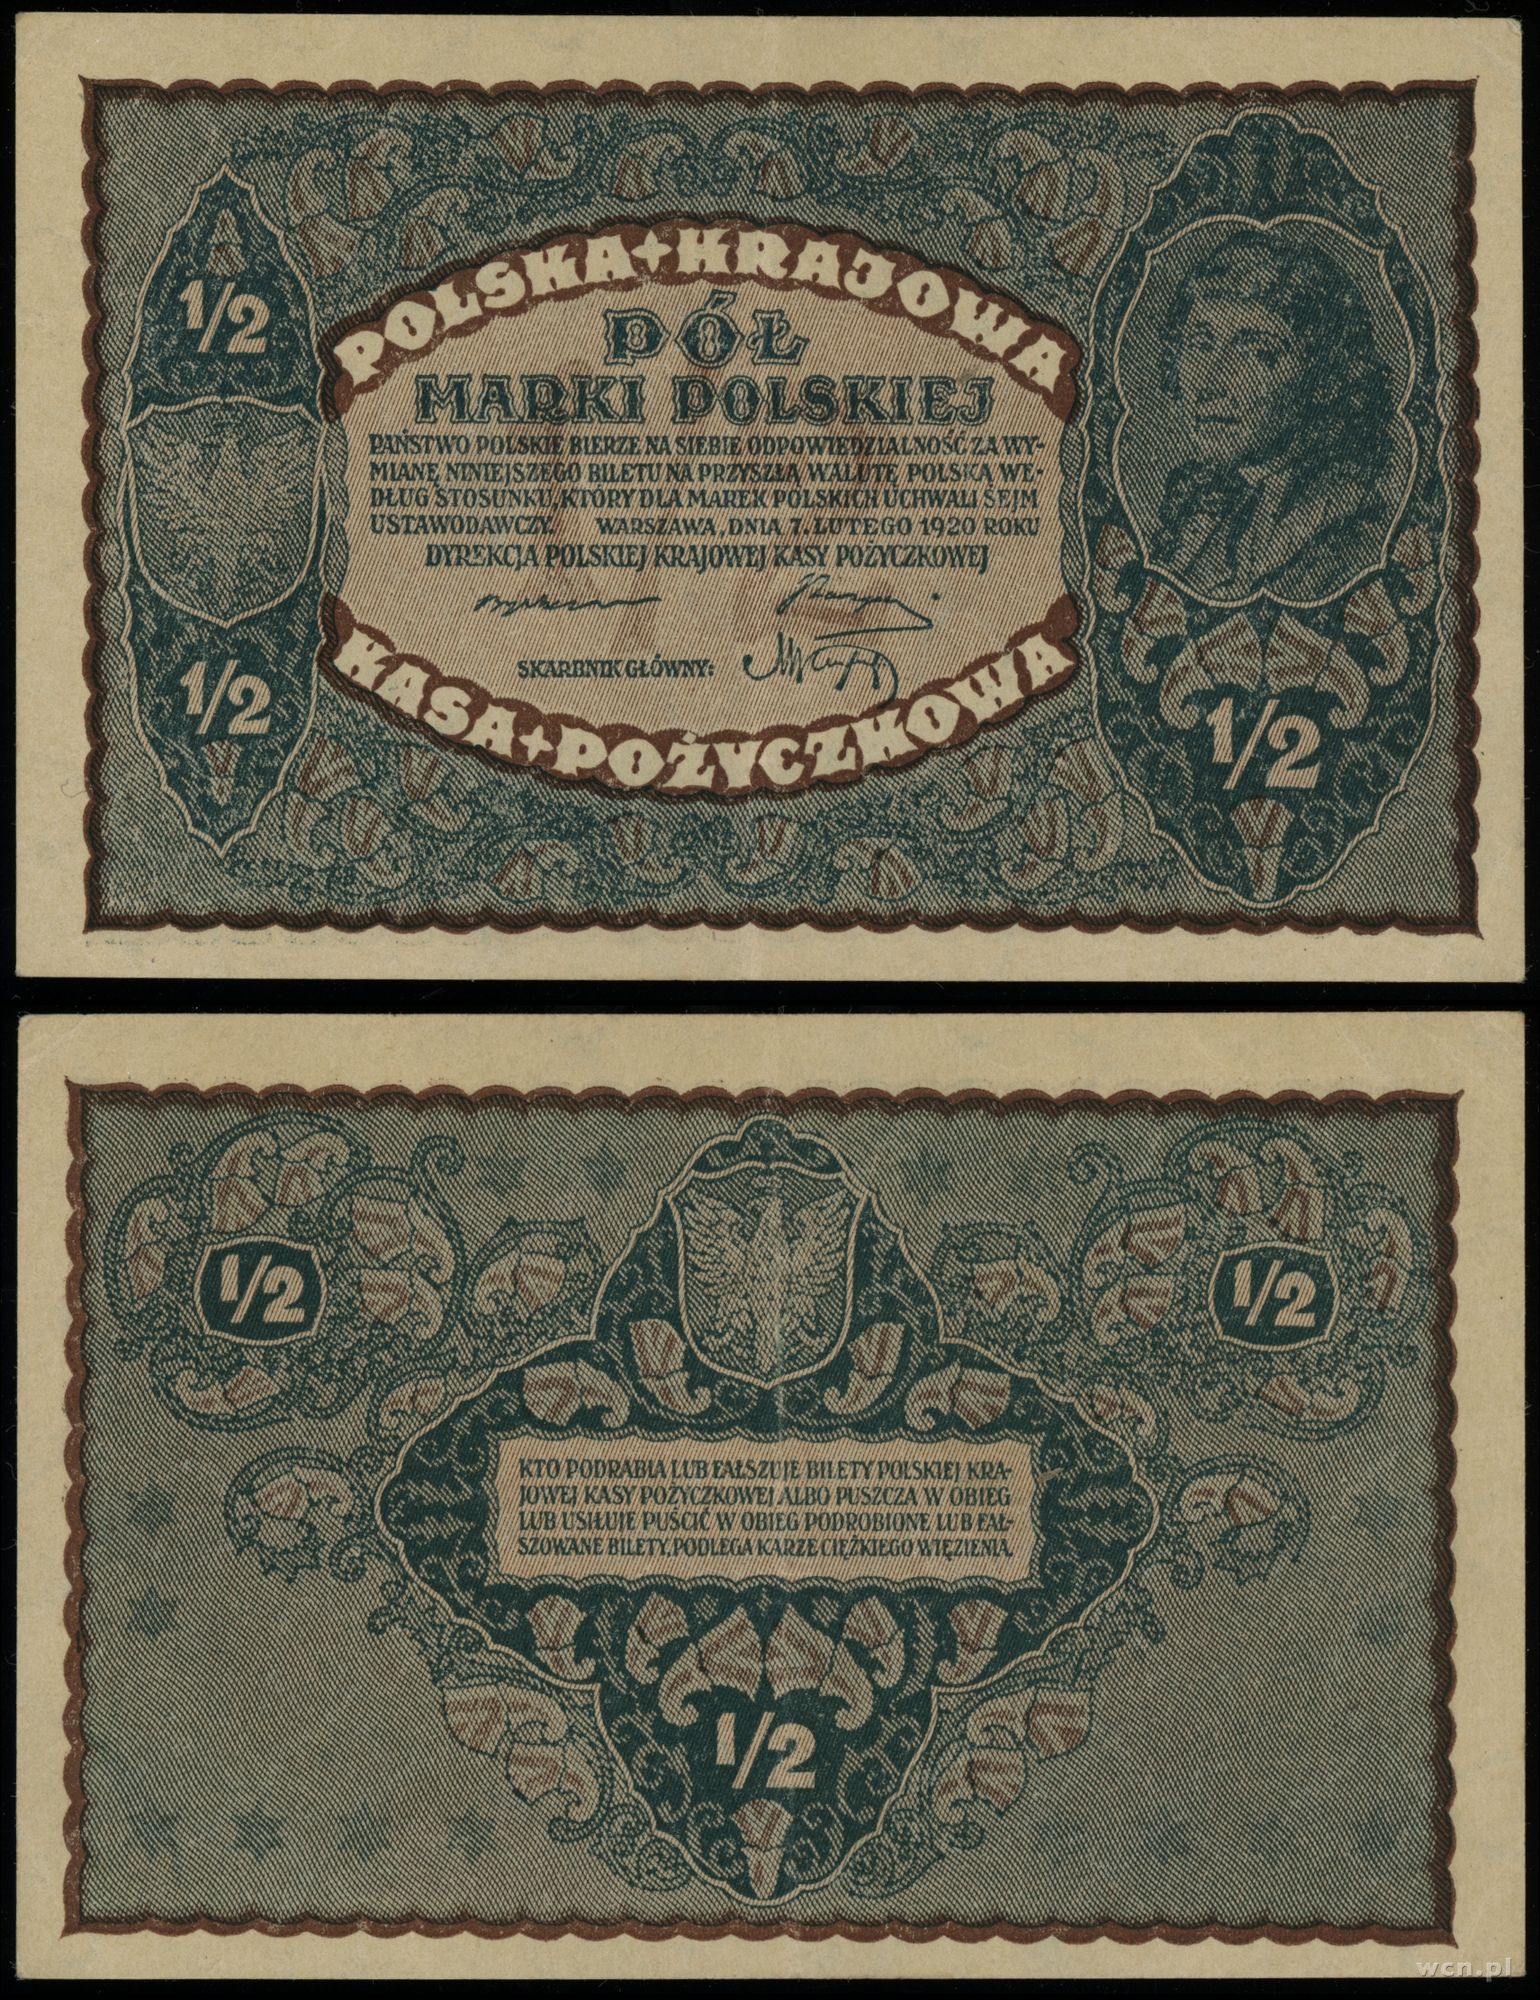 POLSKA + KRAJOWA
PÓŁ
MARKI POLSKIEJ
PAŃSTWO POLSKIE BIERZE NA SIEBIE ODPOWIEDZIALNOŚĆ ZA WY-
MIANĘ NINIEJSZEGO BILETU NA PRZYSZŁĄ WALUTĘ POLSKĄ WE-
DŁUG STOSUNKU, KTÓRY DLA MAREK POLSKICH UCHWALI SEJM
USTAWODAWCZY. WARSZAWA, DNIA 7. LUTEGO 1920 ROKU
DYREKCJA POLSKIEJ KRAJOWEJ KASY POŻYCZKOWEJ
SKARBNIK GŁÓWNY:
KASA + POŻYCZKOWA
1/2
1/2
1/2
1/2
1/2
KTO PODRABIA LUB FAŁSZUJE BILETY POLSKIEJ KRA-
JOWEJ KASY POŻYCZKOWEJ ALBO PUSZCZA W OBIEG
LUB USIŁUJE PUŚCIĆ W OBIEG PODROBIONE LUB FAŁ-
SZOWANE BILETY, PODLEGA KARZE CIĘŻKIEGO WIĘZIENIA.
1/2
wcn.pl